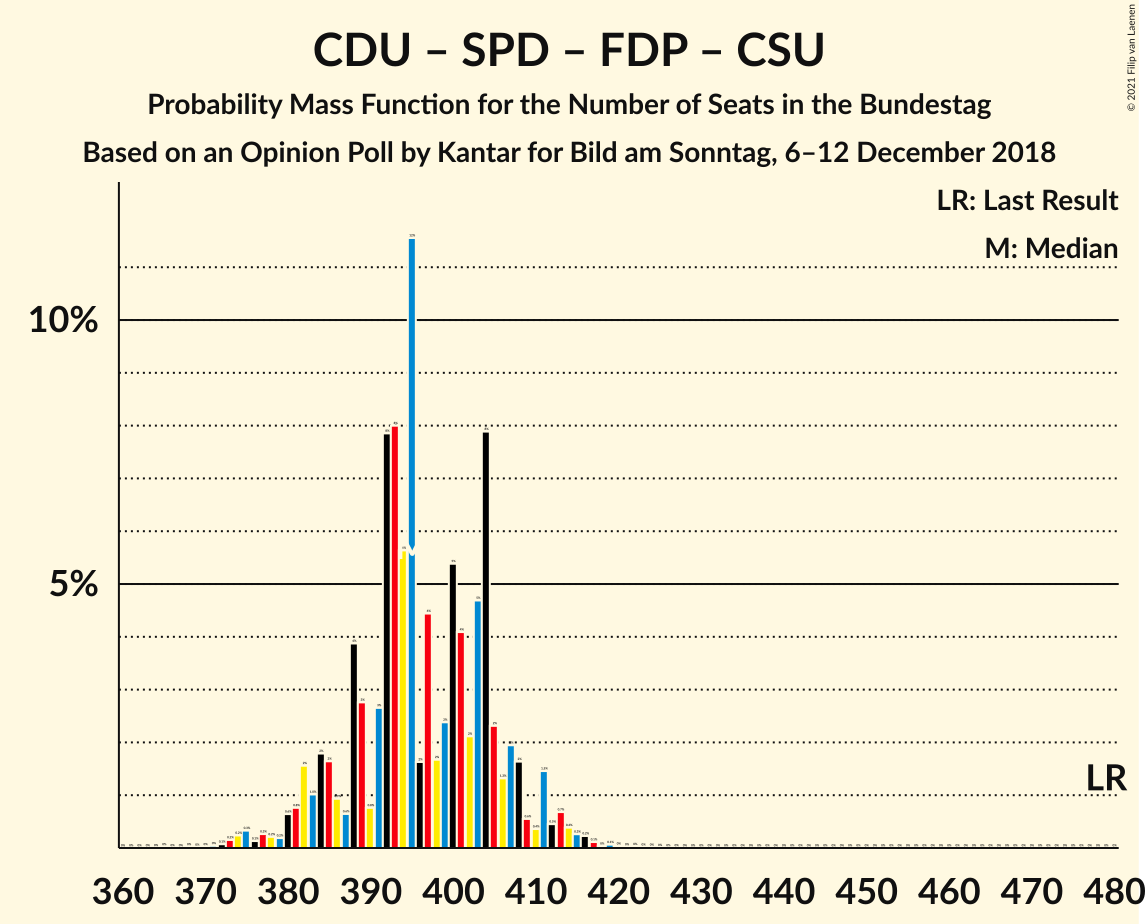 CDU – SPD – FDP – CSU
Probability Mass Function for the Number of Seats in the Bundestag
Based on an Opinion Poll by Kantar for Bild am Sonntag, 6–12 December 2018
© 2021 Filip van Laenen
LR: Last Result
M: Median
10%
5%
LR
360 370 380 390 400 410 420 430 440 450 460 470 480